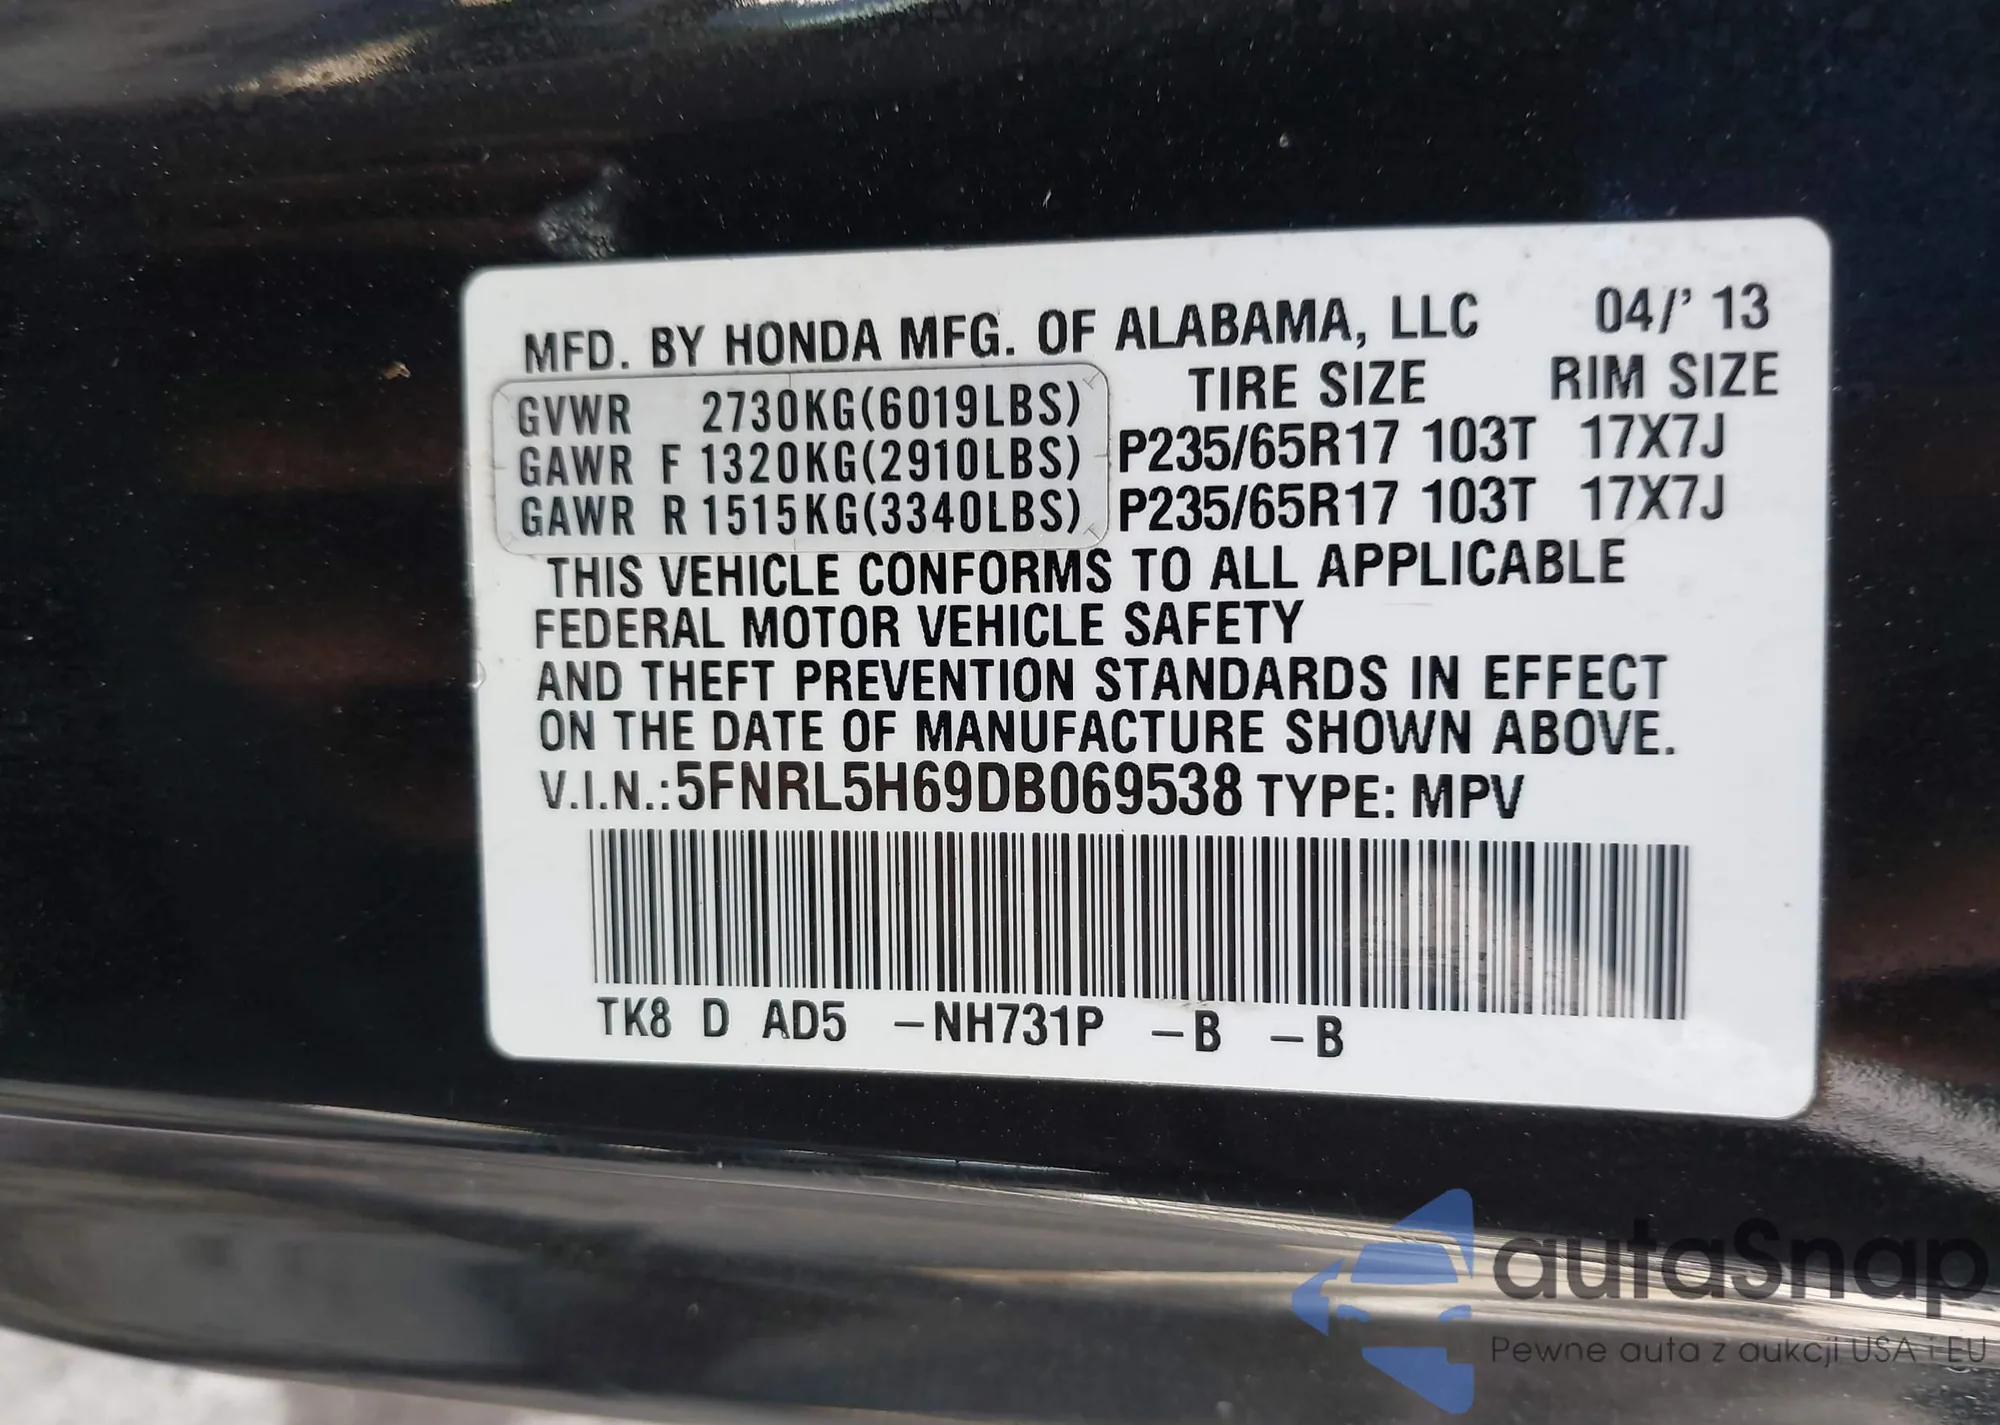 MFD. BY HONDA MFG. OF ALABAMA, LLC 04/' 13
TIRE SIZE RIM SIZE
GVWR 2730KG(6019LBS)
GAWR F 1320KG(2910LBS) P235/65R17 103T 17X7J
GAWR R 1515KG(3340LBS) P235/65R17 103T 17X7J
THIS VEHICLE CONFORMS TO ALL APPLICABLE
FEDERAL MOTOR VEHICLE SAFETY
AND THEFT PREVENTION STANDARDS IN EFFECT
ON THE DATE OF MANUFACTURE SHOWN ABOVE.
V.I.N.:5FNRL5H69DB069538 TYPE: MPV
TK8 D AD5 -NH731P -B -B
autaSnap
Pewne auta z aukcji USA i EU